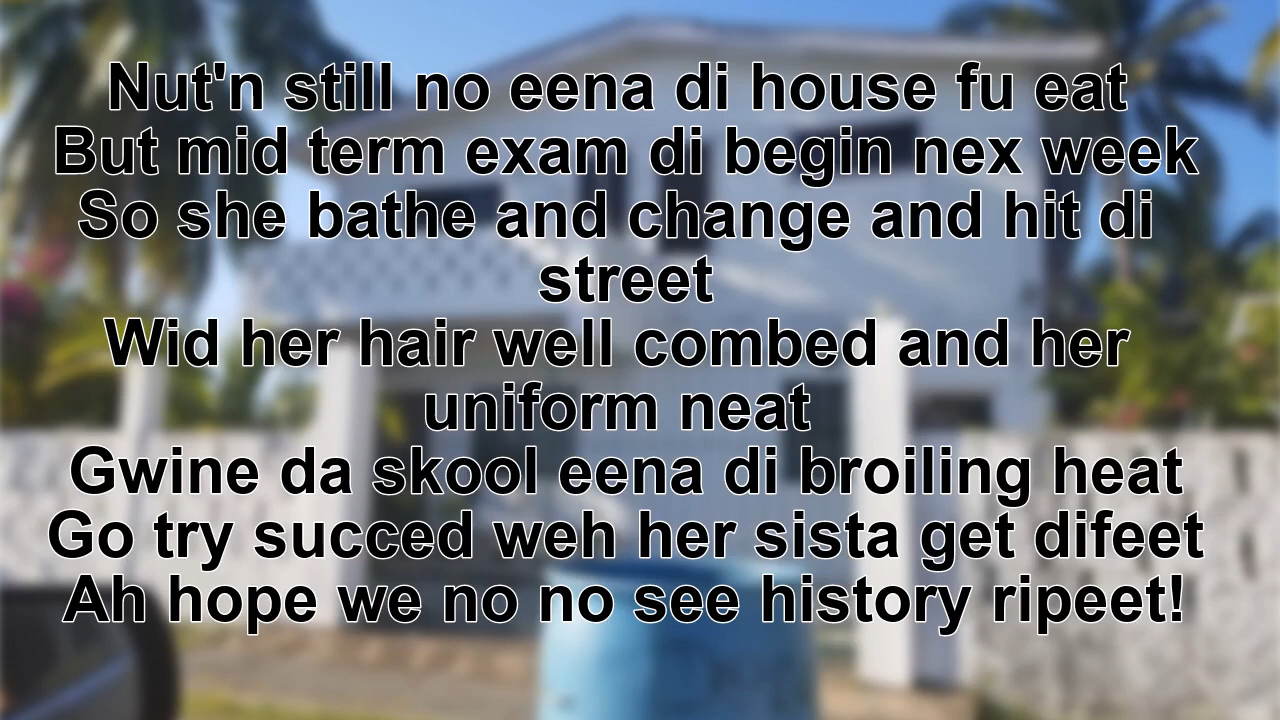 Nut'n still no eena di house fu eat
But mid term exam di begin nex week
So she bathe and change and hit di
street
Wid her hair well combed and her
uniform neat
Gwine da skool eena di broiling heat
Go try succed weh her sista get difeet
Ah hope we no no see history ripeet!